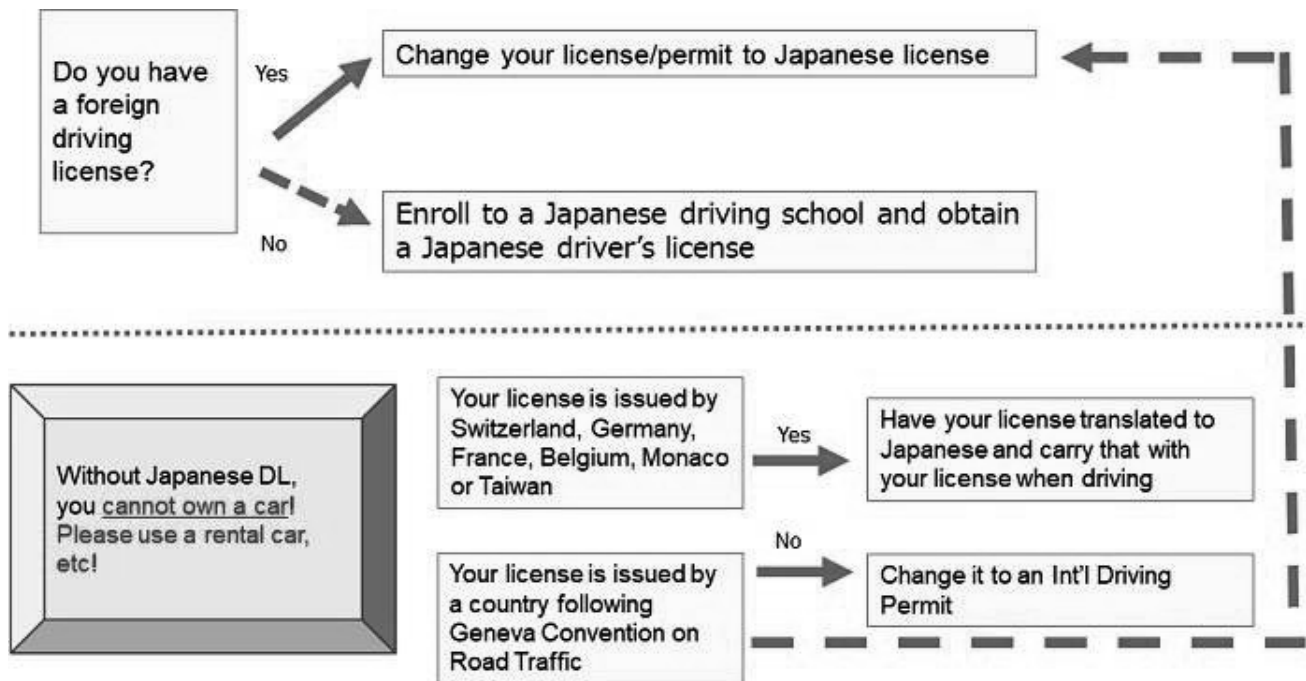 Do you have
a foreign
driving
license?
Yes
Change your license/permit to Japanese license
No
Enroll to a Japanese driving school and obtain
a Japanese driver's license
Without Japanese DL,
you cannot own a car!
Please use a rental car,
etc!
Your license is issued by
Switzerland, Germany,
France, Belgium, Monaco
or Taiwan
Yes
Have your license translated to
Japanese and carry that with
your license when driving
Your license is issued by
a country following
Geneva Convention on
Road Traffic
No
Change it to an Int'l Driving
Permit